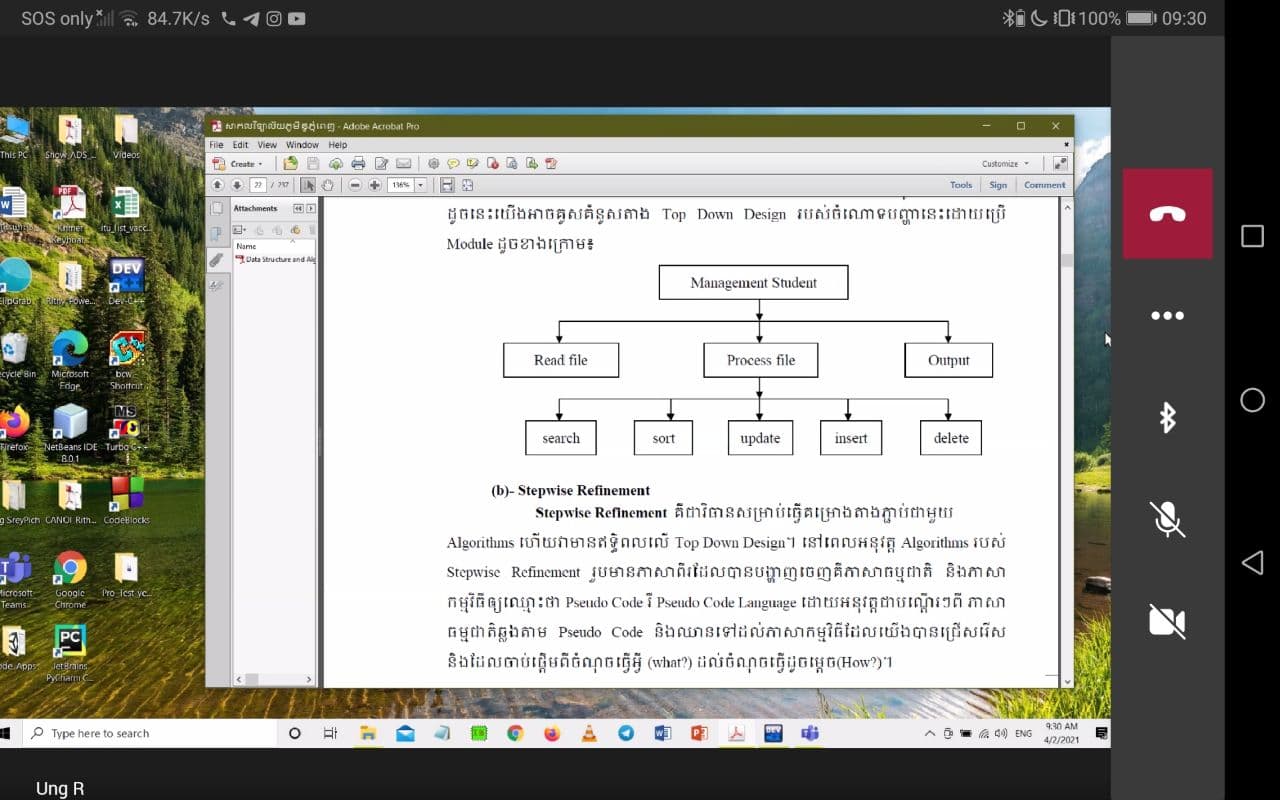 SOS only
84.7K/s
100%
09:30
សាកលវិទ្យាល័យភូមិន្ទភ្នំពេញ - Adobe Acrobat Pro
File Edit View Window Help
Create
Customize
22 / 237
136%
Tools Sign Comment
Attachments
Name
Data Structure and Alg
ដូចនេះយើងអាចគូសគំនូសតាង Top Down Design របស់ចំណោទបញ្ហានេះដោយប្រើ
Module ដូចខាងក្រោម៖
Management Student
Read file
Process file
Output
search
sort
update
insert
delete
(b)- Stepwise Refinement
Stepwise Refinement គឺជាវិធានសម្រាប់ធ្វើគម្រោងតាងភ្ជាប់ជាមួយ
Algorithms ហើយវាមានឥទ្ធិពលលើ Top Down Design។ នៅពេលអនុវត្ត Algorithms របស់
Stepwise Refinement រួបមានភាសាពីរដែលបានបង្ហាញចេញគឺភាសាធម្មជាតិ និងភាសា
កម្មវិធីឲ្យឈ្មោះថា Pseudo Code រឺ Pseudo Code Language ដោយអនុវត្តជាបណ្តើរៗពី ភាសា
ធម្មជាតិឆ្លងតាម Pseudo Code និងឈានទៅដល់ភាសាកម្មវិធីដែលយើងបានជ្រើសរើស
និងដែលចាប់ផ្តើមពីចំណុចធ្វើអ្វី (what?) ដល់ចំណុចធ្វើដូចម្តេច(How?)។
This PC
Show_ADS_...
Videos
Khmer Keyboar...
itu_list_vacc...
ClipGrab
Rithy_Powe...
Dev-C++
Recycle Bin
Microsoft Edge
bcw - Shortcut
Firefox
NetBeans IDE 8.0.1
Turbo C++
g SreyPich
CANOI Rith...
CodeBlocks
Microsoft Teams
Google Chrome
Pro_Test_vc...
de_Apps
JetBrains PyCharm C...
Type here to search
ENG
9:30 AM
4/2/2021
Ung R